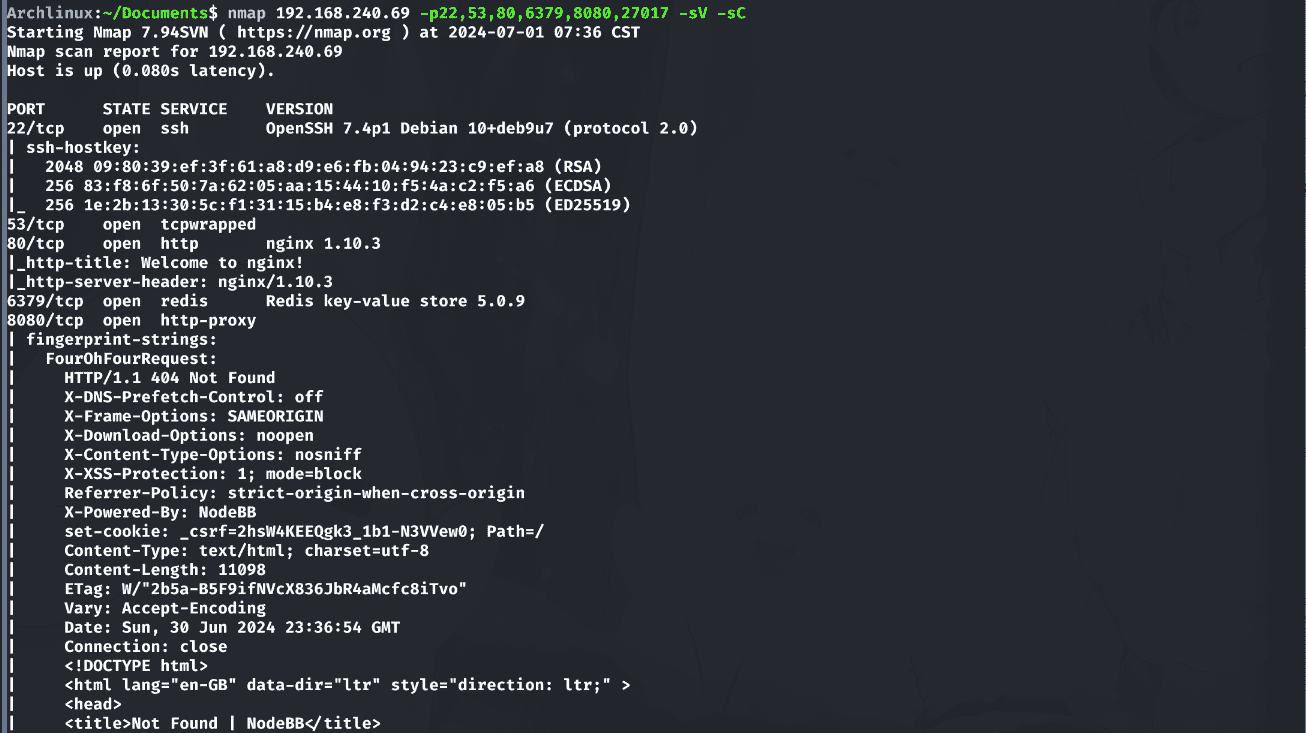 Archlinux:~/Documents$ nmap 192.168.240.69 -p22,53,80,6379,8080,27017 -sV -sC
Starting Nmap 7.94SVN ( https://nmap.org ) at 2024-07-01 07:36 CST
Nmap scan report for 192.168.240.69
Host is up (0.080s latency).

PORT      STATE SERVICE    VERSION
22/tcp    open  ssh        OpenSSH 7.4p1 Debian 10+deb9u7 (protocol 2.0)
| ssh-hostkey:
|   2048 09:80:39:ef:3f:61:a8:d9:e6:fb:04:94:23:c9:ef:a8 (RSA)
|   256 83:f8:6f:50:7a:62:05:aa:15:44:10:f5:4a:c2:f5:a6 (ECDSA)
|_  256 1e:2b:13:30:5c:f1:31:15:b4:e8:f3:d2:c4:e8:05:b5 (ED25519)
53/tcp    open  tcpwrapped
80/tcp    open  http       nginx 1.10.3
|_http-title: Welcome to nginx!
|_http-server-header: nginx/1.10.3
6379/tcp  open  redis      Redis key-value store 5.0.9
8080/tcp  open  http-proxy
| fingerprint-strings:
|   FourOhFourRequest:
|     HTTP/1.1 404 Not Found
|     X-DNS-Prefetch-Control: off
|     X-Frame-Options: SAMEORIGIN
|     X-Download-Options: noopen
|     X-Content-Type-Options: nosniff
|     X-XSS-Protection: 1; mode=block
|     Referrer-Policy: strict-origin-when-cross-origin
|     X-Powered-By: NodeBB
|     set-cookie: _csrf=2hsW4KEEQgk3_1b1-N3VVew0; Path=/
|     Content-Type: text/html; charset=utf-8
|     Content-Length: 11098
|     ETag: W/"2b5a-B5F9ifNVcX836JbR4aMcfc8iTvo"
|     Vary: Accept-Encoding
|     Date: Sun, 30 Jun 2024 23:36:54 GMT
|     Connection: close
|     <!DOCTYPE html>
|     <html lang="en-GB" data-dir="ltr" style="direction: ltr;" >
|     <head>
|     <title>Not Found | NodeBB</title>